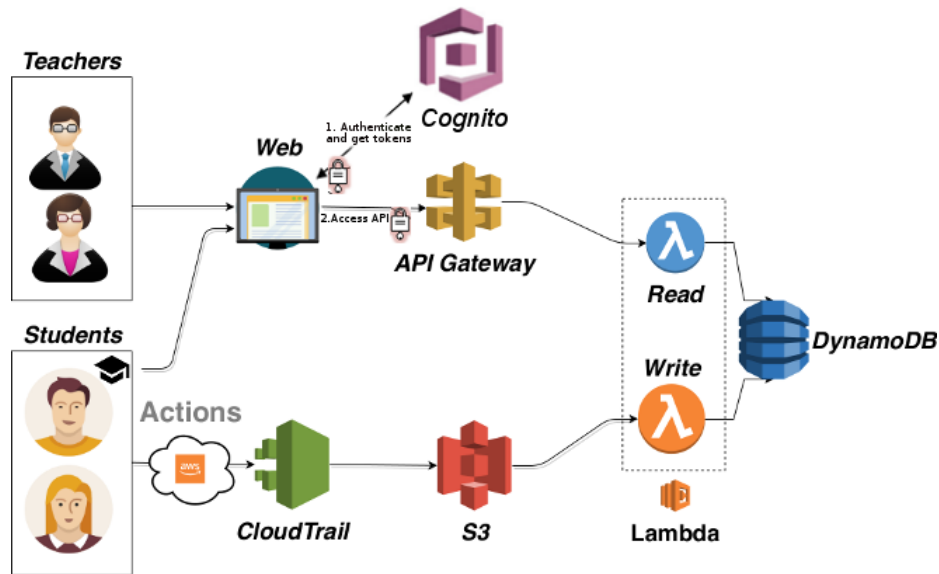 Teachers
Cognito
1. Authenticate
and get tokens
Web
2.Access API
API Gateway
Read
Students
DynamoDB
Write
Actions
aws
CloudTrail
S3
Lambda